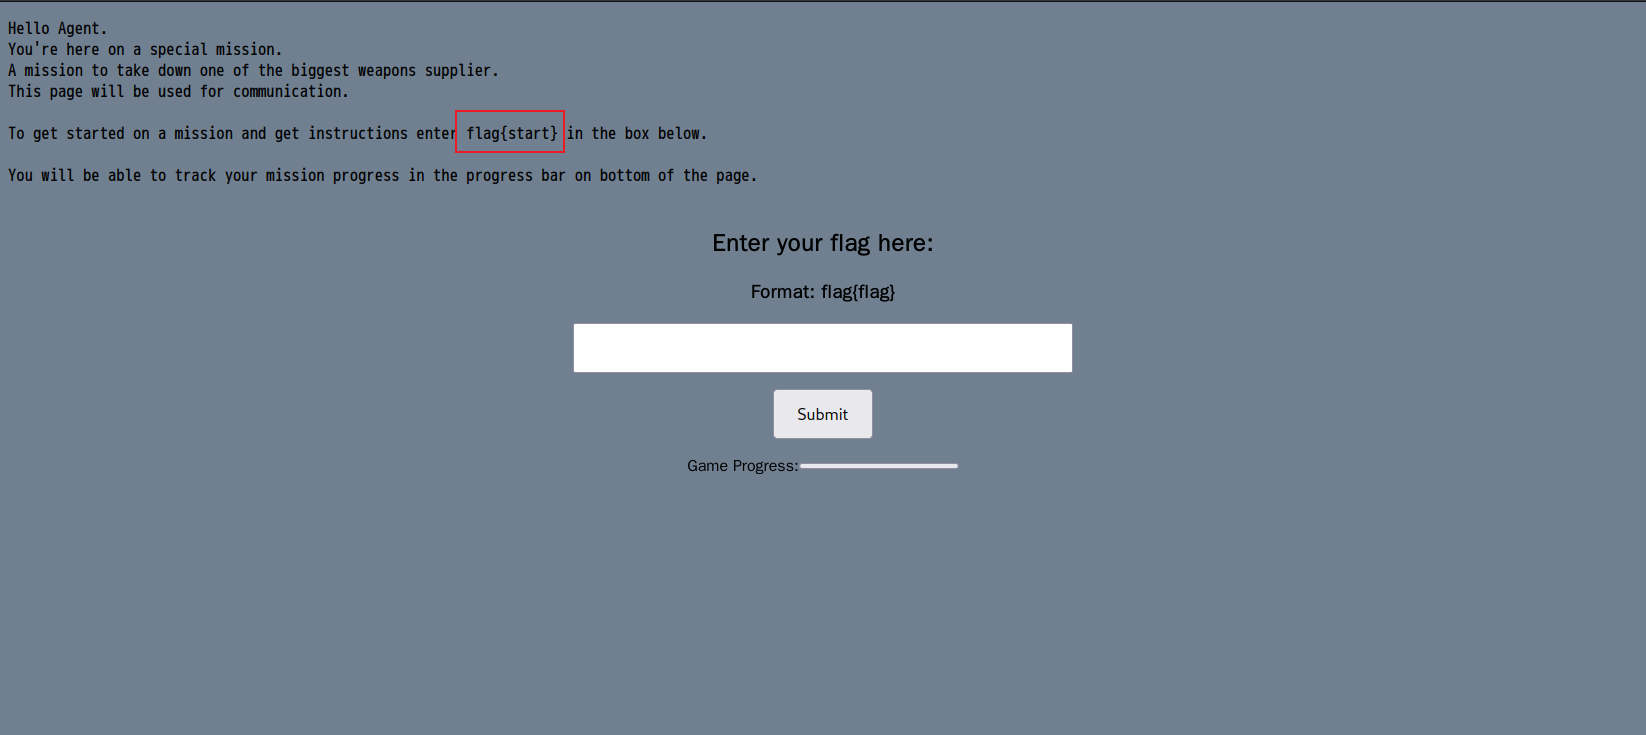 Hello Agent.
You're here on a special mission.
A mission to take down one of the biggest weapons supplier.
This page will be used for communication.
To get started on a mission and get instructions enter flag{start} in the box below.
You will be able to track your mission progress in the progress bar on bottom of the page.
Enter your flag here:
Format: flag{flag}
Submit
Game Progress: